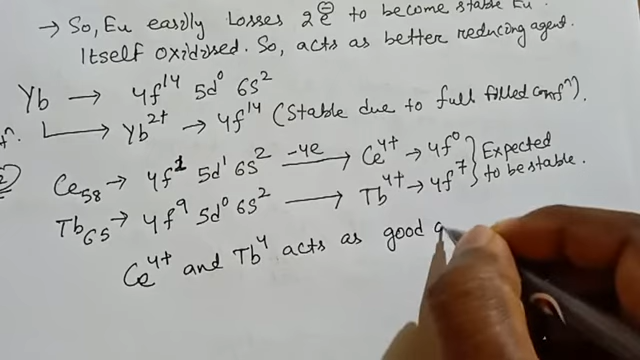 → So, Eu easily Losses 2e⊖ to become stable Eu.
Itself oxidised. So, acts as better reducing agent.
Yb → 4f¹⁴ 5d⁰ 6s²
→ Yb²⁺ → 4f¹⁴ (Stable due to full filled confⁿ).
Ce₅₈ → 4f¹ 5d¹ 6s² -4e → Ce⁴⁺ → 4f⁰ } Expected
Tb₆₅ → 4f⁹ 5d⁰ 6s² → Tb⁴⁺ → 4f⁷ } to be stable.
Ce⁴⁺ and Tb⁴ acts as good